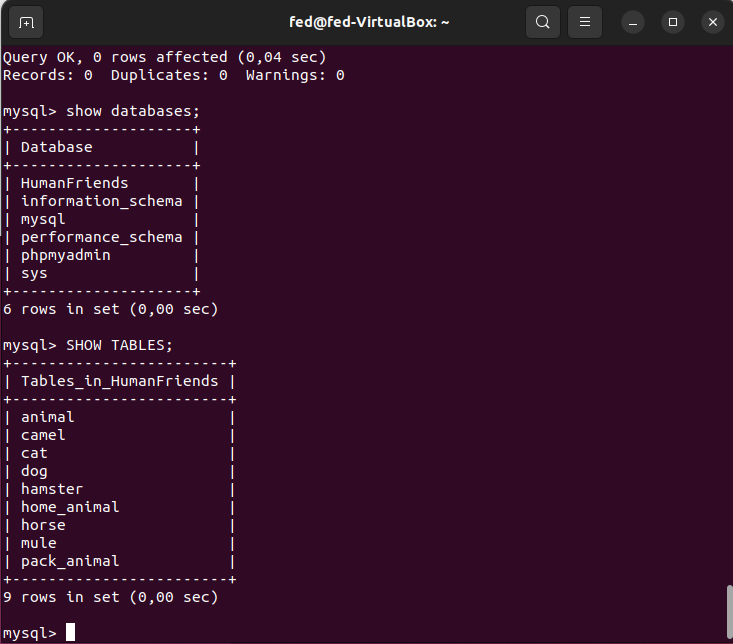 fed@fed-VirtualBox: ~
Query OK, 0 rows affected (0,04 sec)
Records: 0  Duplicates: 0  Warnings: 0
mysql> show databases;
+--------------------+
| Database           |
+--------------------+
| HumanFriends       |
| information_schema |
| mysql              |
| performance_schema |
| phpmyadmin         |
| sys                |
+--------------------+
6 rows in set (0,00 sec)
mysql> SHOW TABLES;
+------------------------+
| Tables_in_HumanFriends |
+------------------------+
| animal                 |
| camel                  |
| cat                    |
| dog                    |
| hamster                |
| home_animal            |
| horse                  |
| mule                   |
| pack_animal            |
+------------------------+
9 rows in set (0,00 sec)
mysql>